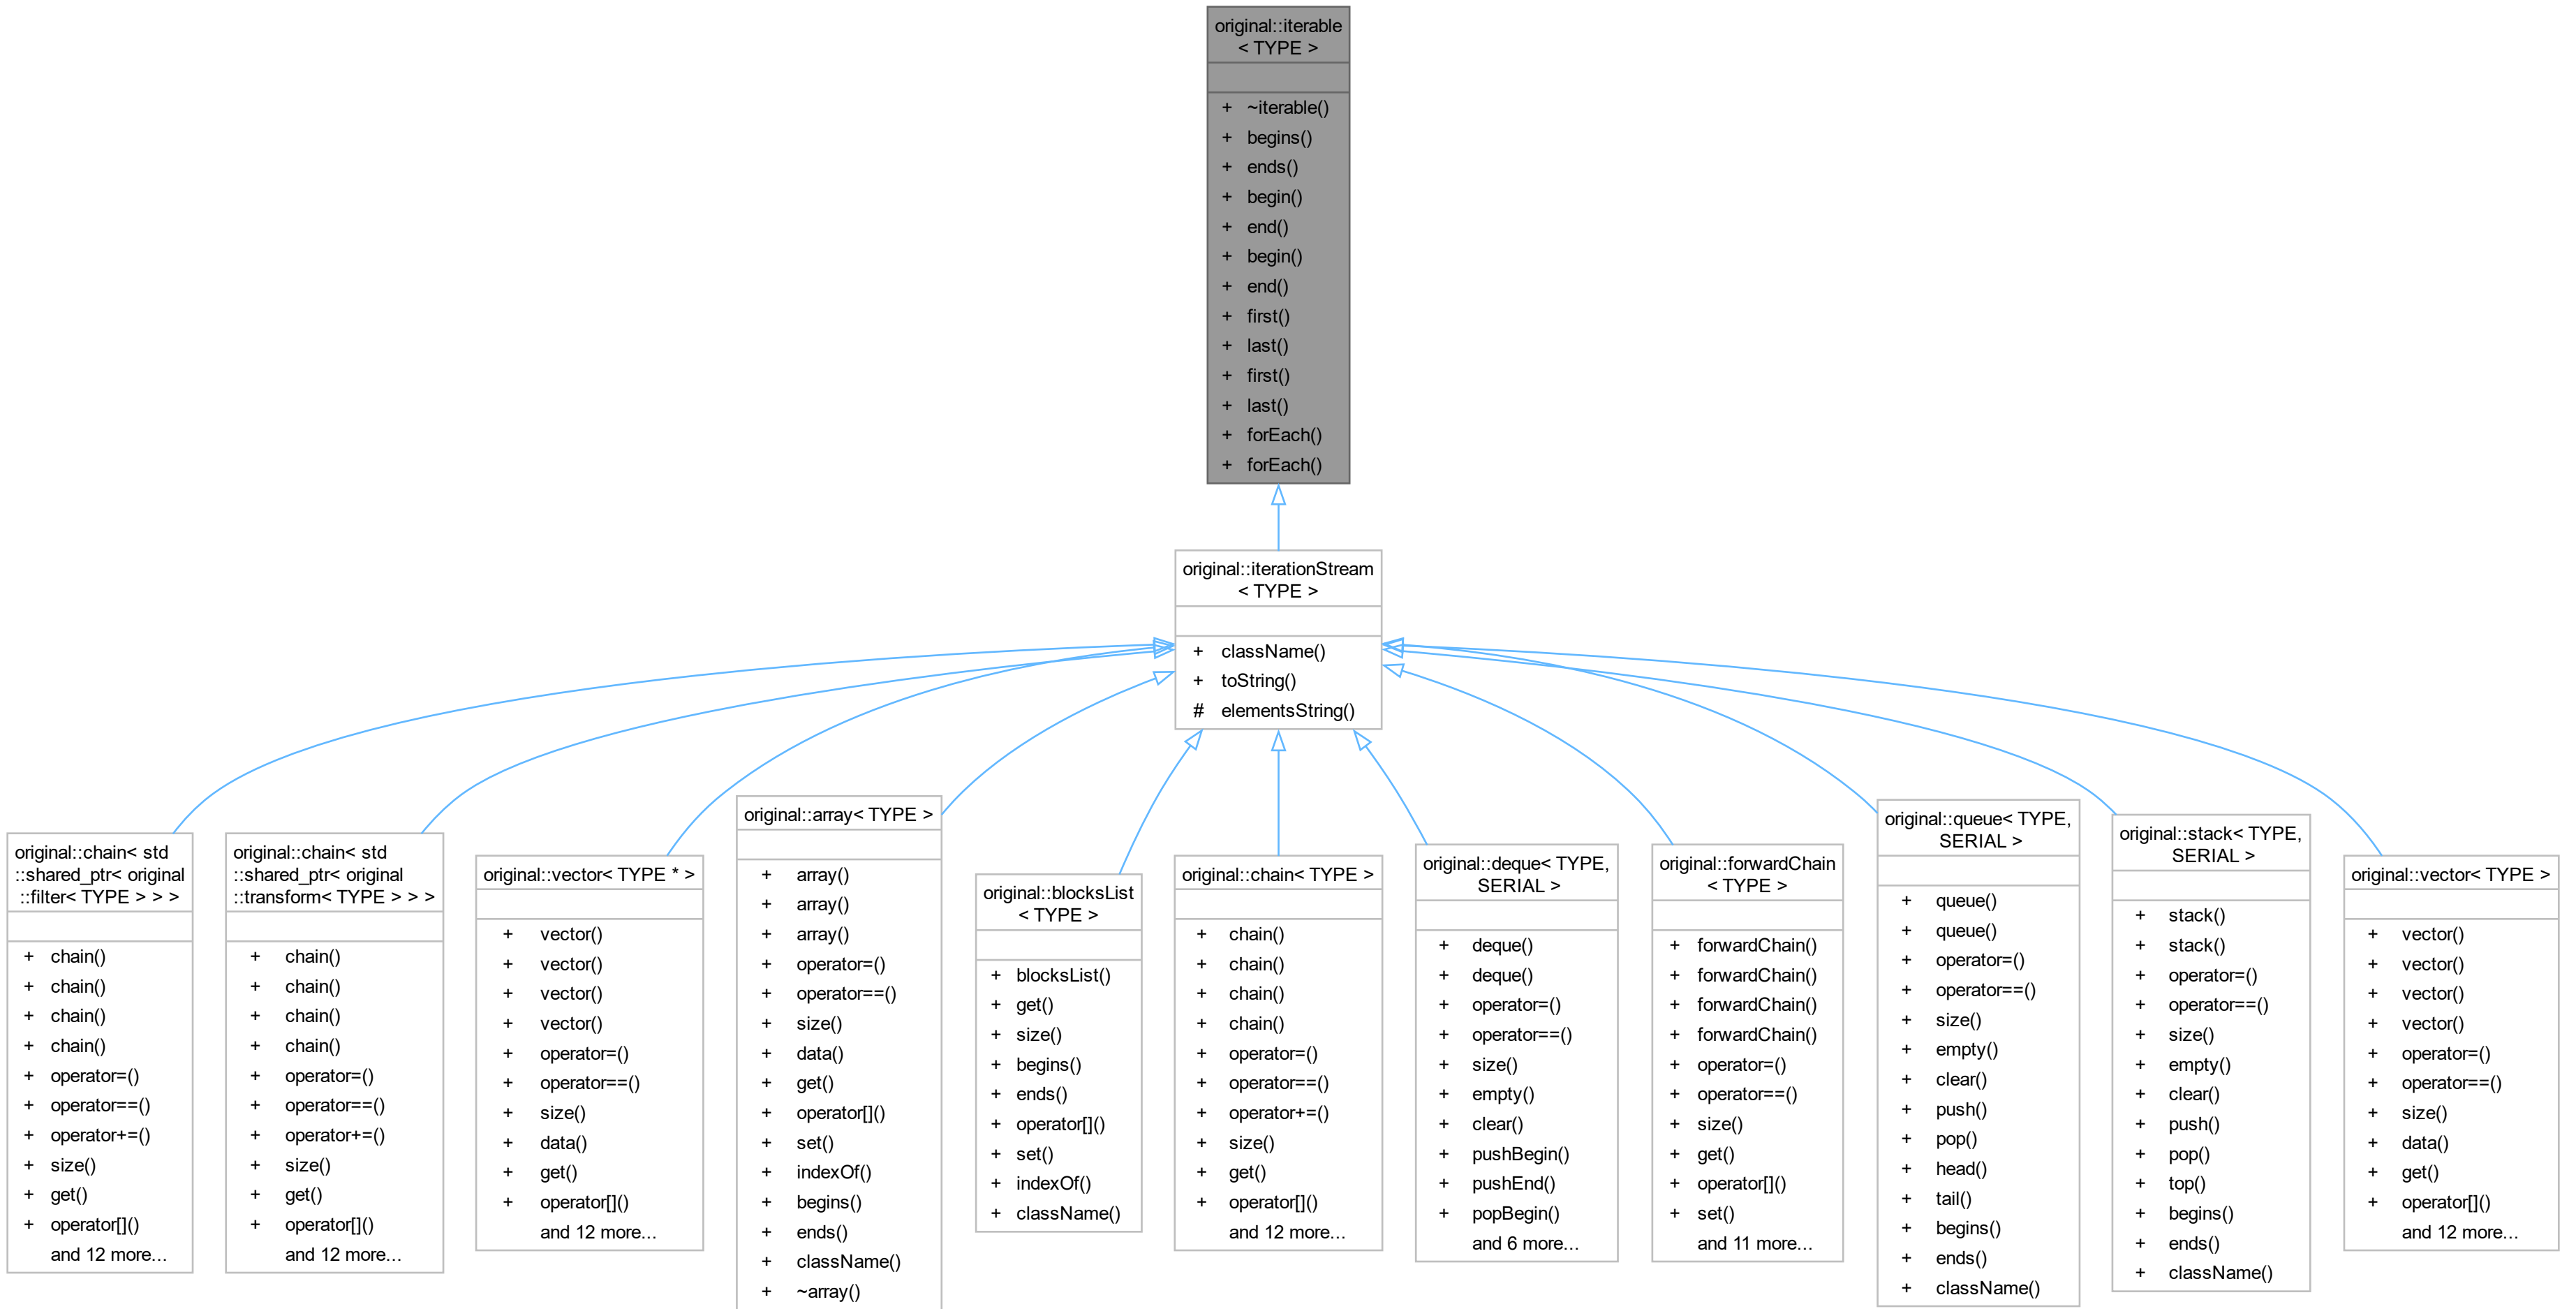 original::iterable
< TYPE >
+ ~iterable()
+ begins()
+ ends()
+ begin()
+ end()
+ begin()
+ end()
+ first()
+ last()
+ first()
+ last()
+ forEach()
+ forEach()
original::iterationStream
< TYPE >
+ className()
+ toString()
# elementsString()
original::chain< std
::shared_ptr< original
::filter< TYPE > > >
+ chain()
+ chain()
+ chain()
+ chain()
+ operator=()
+ operator==()
+ operator+=()
+ size()
+ get()
+ operator[]()
and 12 more...
original::chain< std
::shared_ptr< original
::transform< TYPE > > >
+ chain()
+ chain()
+ chain()
+ chain()
+ operator=()
+ operator==()
+ operator+=()
+ size()
+ get()
+ operator[]()
and 12 more...
original::vector< TYPE * >
+ vector()
+ vector()
+ vector()
+ vector()
+ operator=()
+ operator==()
+ size()
+ data()
+ get()
+ operator[]()
and 12 more...
original::array< TYPE >
+ array()
+ array()
+ array()
+ operator=()
+ operator==()
+ size()
+ data()
+ get()
+ operator[]()
+ set()
+ indexOf()
+ begins()
+ ends()
+ className()
+ ~array()
original::blocksList
< TYPE >
+ blocksList()
+ get()
+ size()
+ begins()
+ ends()
+ operator[]()
+ set()
+ indexOf()
+ className()
original::chain< TYPE >
+ chain()
+ chain()
+ chain()
+ chain()
+ operator=()
+ operator==()
+ operator+=()
+ size()
+ get()
+ operator[]()
and 12 more...
original::deque< TYPE,
SERIAL >
+ deque()
+ deque()
+ operator=()
+ operator==()
+ size()
+ empty()
+ clear()
+ pushBegin()
+ pushEnd()
+ popBegin()
and 6 more...
original::forwardChain
< TYPE >
+ forwardChain()
+ forwardChain()
+ forwardChain()
+ forwardChain()
+ operator=()
+ operator==()
+ size()
+ get()
+ operator[]()
+ set()
and 11 more...
original::queue< TYPE,
SERIAL >
+ queue()
+ queue()
+ operator=()
+ operator==()
+ size()
+ empty()
+ clear()
+ push()
+ pop()
+ head()
+ tail()
+ begins()
+ ends()
+ className()
original::stack< TYPE,
SERIAL >
+ stack()
+ stack()
+ operator=()
+ operator==()
+ size()
+ empty()
+ clear()
+ push()
+ pop()
+ top()
+ begins()
+ ends()
+ className()
original::vector< TYPE >
+ vector()
+ vector()
+ vector()
+ vector()
+ operator=()
+ operator==()
+ size()
+ data()
+ get()
+ operator[]()
and 12 more...